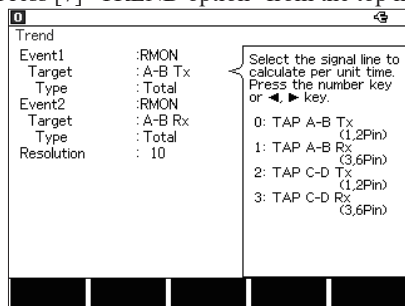 0
Trend
Event1 :RMON
Target : A-B Tx
Type : Total
Event2 :RMON
Target : A-B Rx
Type : Total
Resolution : 10
Select the signal line to
calculate per unit time.
Press the number key
or ◄, ► key.
0: TAP A-B Tx
(1,2Pin)
1: TAP A-B Rx
(3,6Pin)
2: TAP C-D Tx
(1,2Pin)
3: TAP C-D Rx
(3,6Pin)